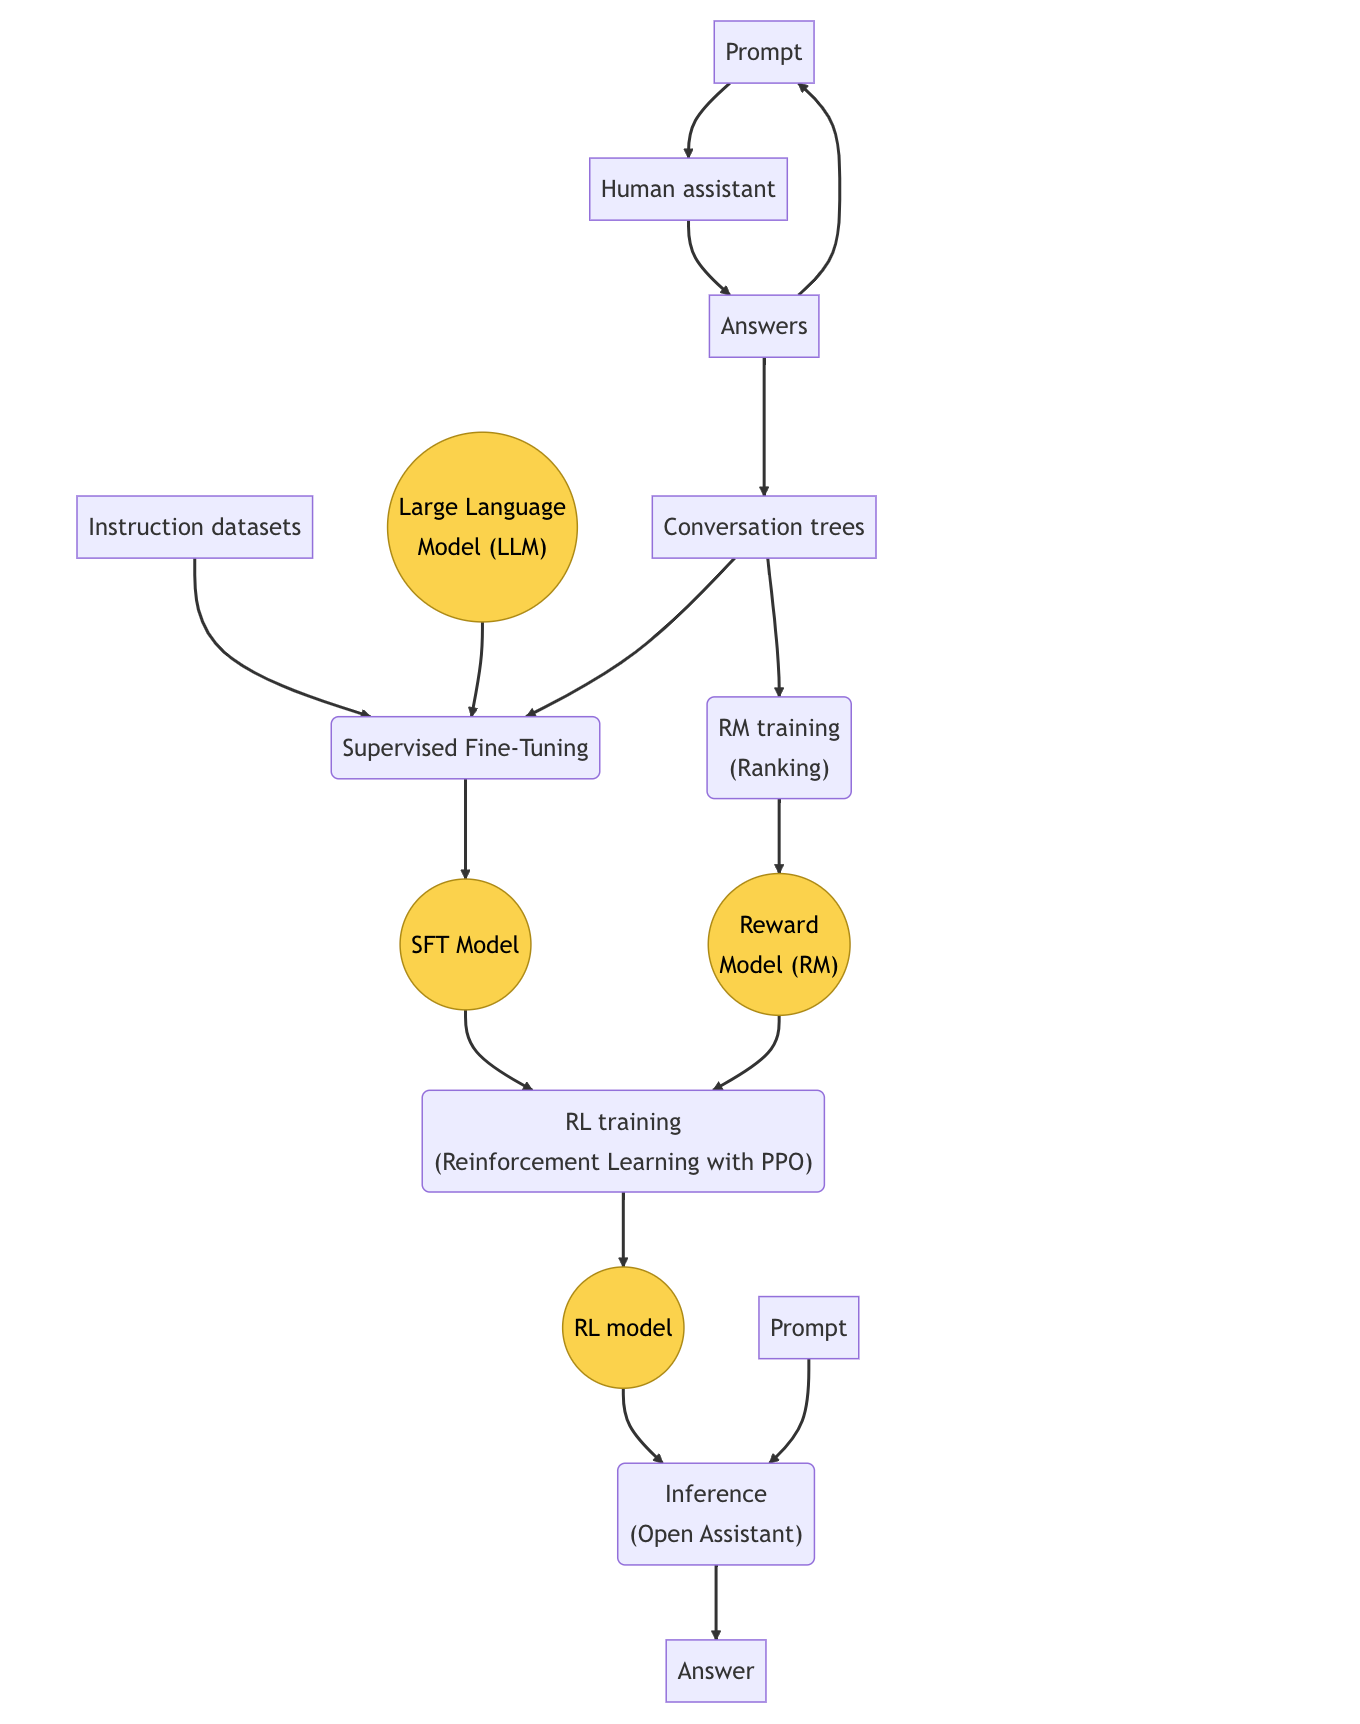 Prompt
Human assistant
Answers
Instruction datasets
Large Language
Model (LLM)
Conversation trees
Supervised Fine-Tuning
RM training
(Ranking)
SFT Model
Reward
Model (RM)
RL training
(Reinforcement Learning with PPO)
RL model
Prompt
Inference
(Open Assistant)
Answer